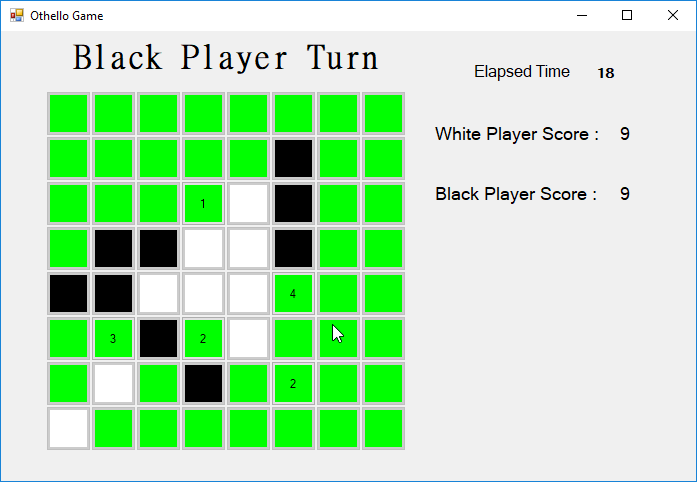 Othello Game
Black Player Turn
Elapsed Time 18
White Player Score : 9
Black Player Score : 9
1
4
3 2
2